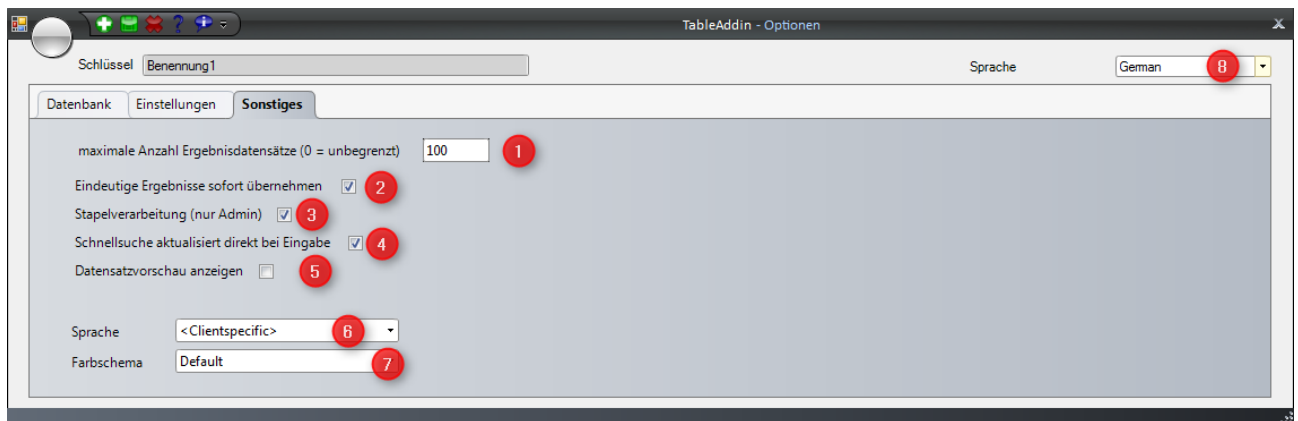 TableAddin - Optionen
Schlüssel Benennung1 Sprache German 8
Datenbank Einstellungen Sonstiges
maximale Anzahl Ergebnisdatensätze (0 = unbegrenzt) 100 1
Eindeutige Ergebnisse sofort übernehmen 2
Stapelverarbeitung (nur Admin) 3
Schnellsuche aktualisiert direkt bei Eingabe 4
Datensatzvorschau anzeigen 5
Sprache <Clientspecific> 6
Farbschema Default 7